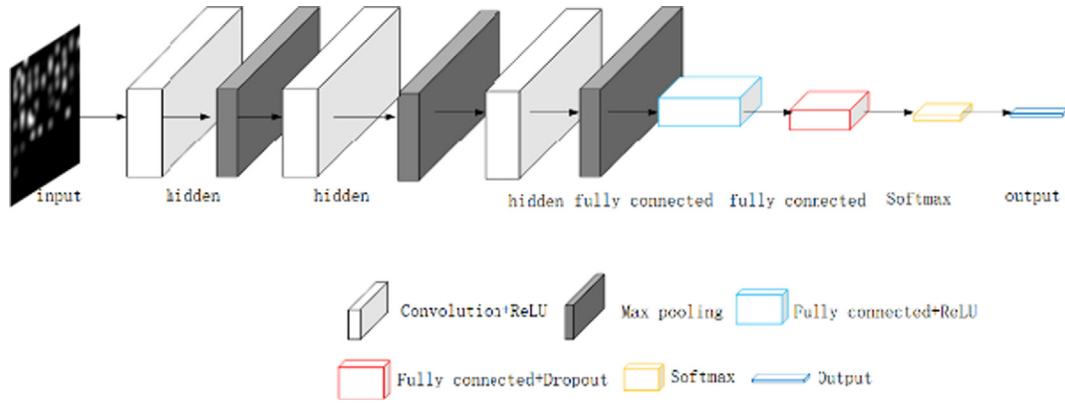 input hidden hidden hidden fully connected fully connected Softmax output
Convolution+ReLU Max pooling Fully connected+ReLU
Fully connected+Dropout Softmax Output